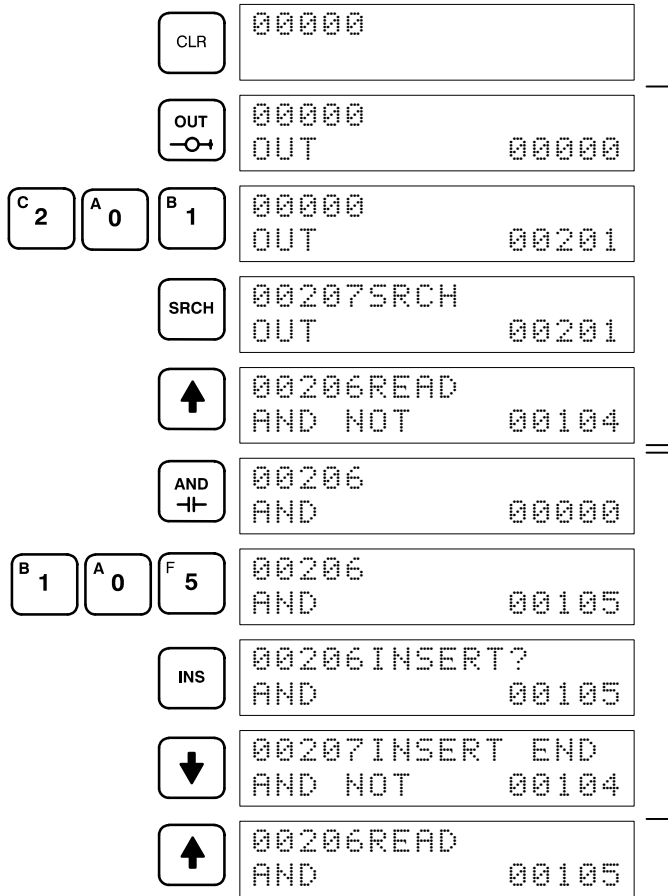 CLR
00000
OUT
00000
OUT 00000
C 2 A 0 B 1
00000
OUT 00201
SRCH
00207SRCH
OUT 00201
00206READ
AND NOT 00104
AND
00206
AND 00000
B 1 A 0 F 5
00206
AND 00105
INS
00206INSERT?
AND 00105
00207INSERT END
AND NOT 00104
00206READ
AND 00105